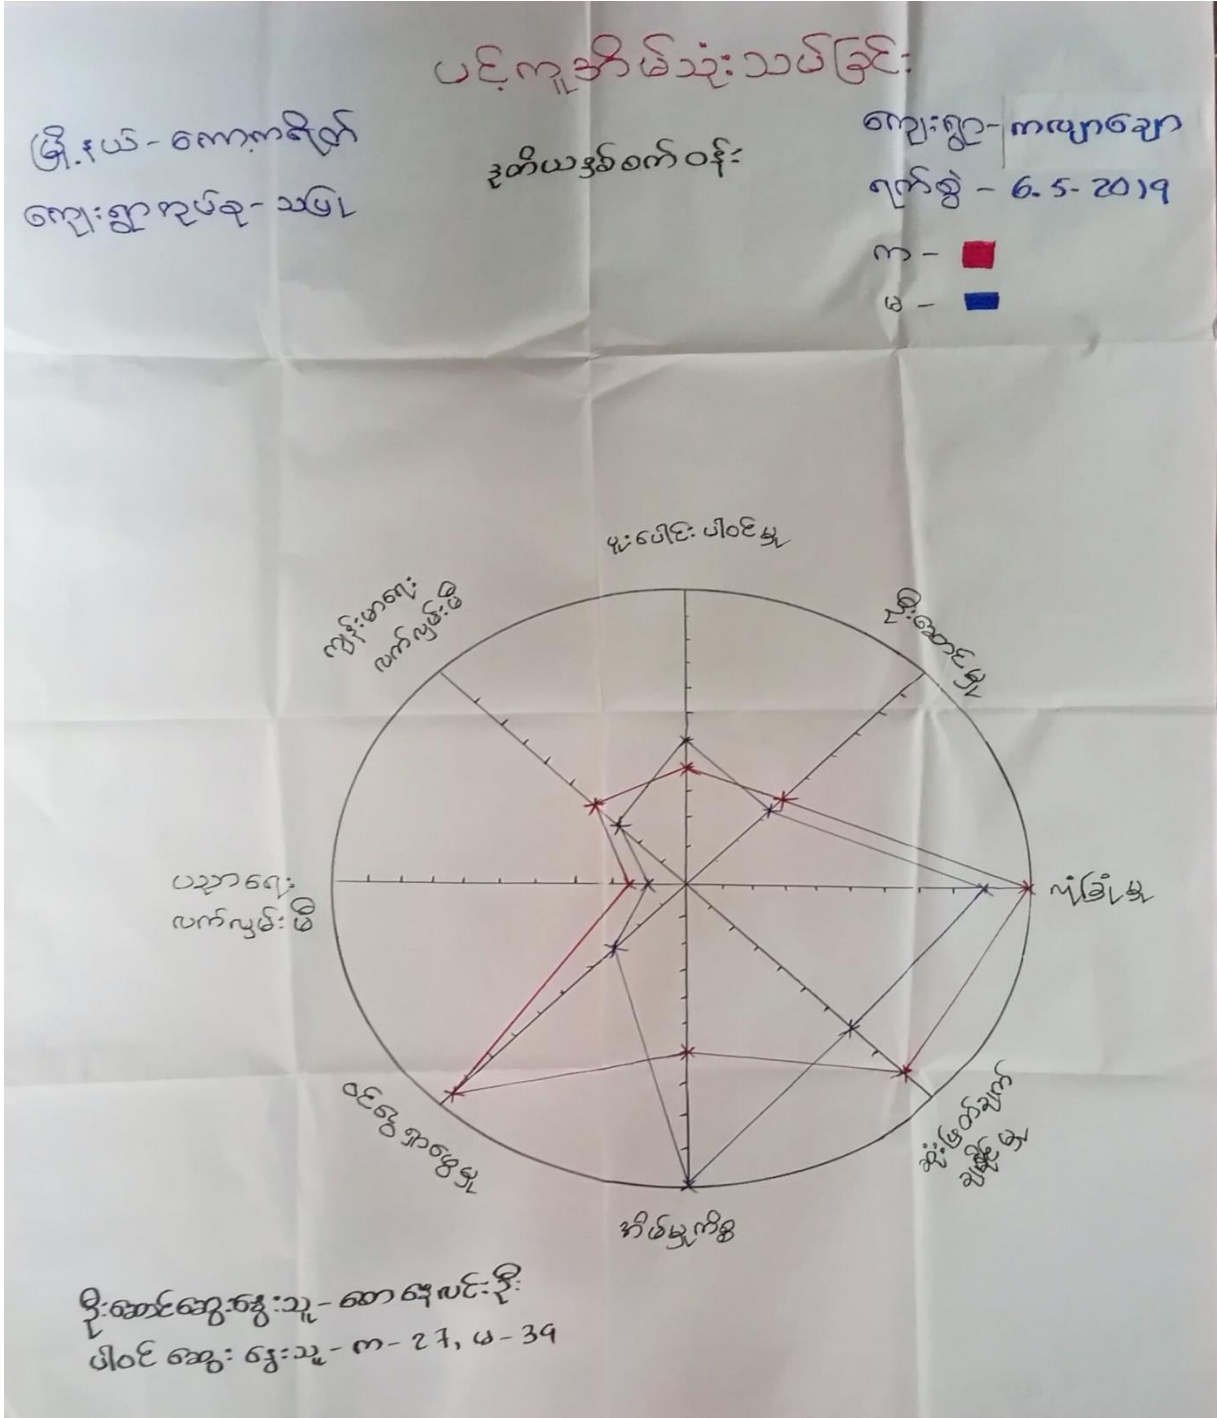 ပင့်ကူအိမ်သုံးသပ်ခြင်း
မြို့နယ် - ကော့ကရိတ်
ကျေးရွာအုပ်စု - သမြုံ
ဒုတိယနှစ်စက်ဝန်း
ကျေးရွာ - ကလျာချော
ရက်စွဲ - 6.5.2019
က -
မ -
ပူးပေါင်းပါဝင်မှု
ဦးဆောင်မှု
လုံခြုံမှု
ဆုံးဖြတ်ချက်
ချနိုင်မှု
အိမ်မှုကိစ္စ
ဝင်ငွေရှာဖွေမှု
ပညာရေး
လက်လှမ်းမီ
ကျန်းမာရေး
လက်လှမ်းမီ
ဦးဆောင်ဆွေးနွေးသူ - စောနေလင်းဦး
ပါဝင်ဆွေးနွေးသူ - က - 27, မ - 39